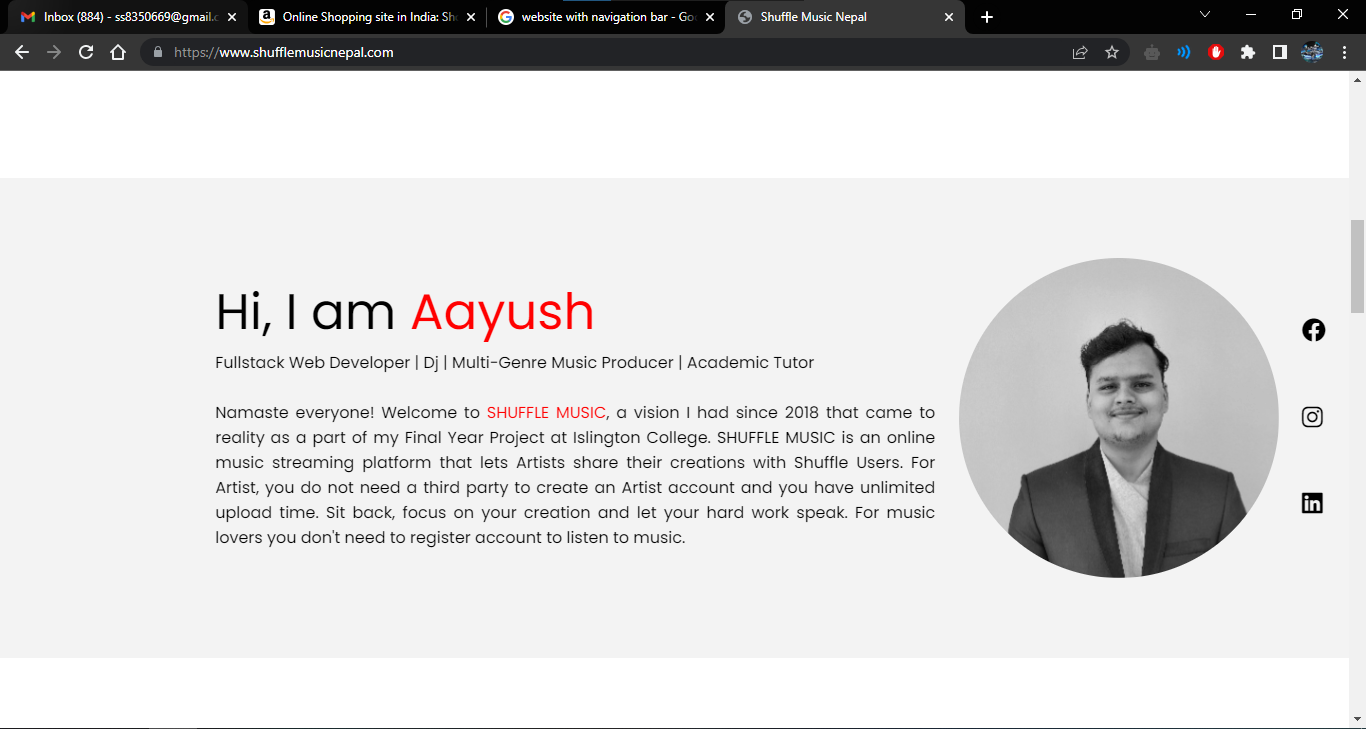 Inbox (884) - ss8350669@gmail.c
Online Shopping site in India: Sh
website with navigation bar - Go
Shuffle Music Nepal
https://www.shufflemusicnepal.com
Hi, I am Aayush
Fullstack Web Developer | Dj | Multi-Genre Music Producer | Academic Tutor
Namaste everyone! Welcome to SHUFFLE MUSIC, a vision I had since 2018 that came to
reality as a part of my Final Year Project at Islington College. SHUFFLE MUSIC is an online
music streaming platform that lets Artists share their creations with Shuffle Users. For
Artist, you do not need a third party to create an Artist account and you have unlimited
upload time. Sit back, focus on your creation and let your hard work speak. For music
lovers you don't need to register account to listen to music.